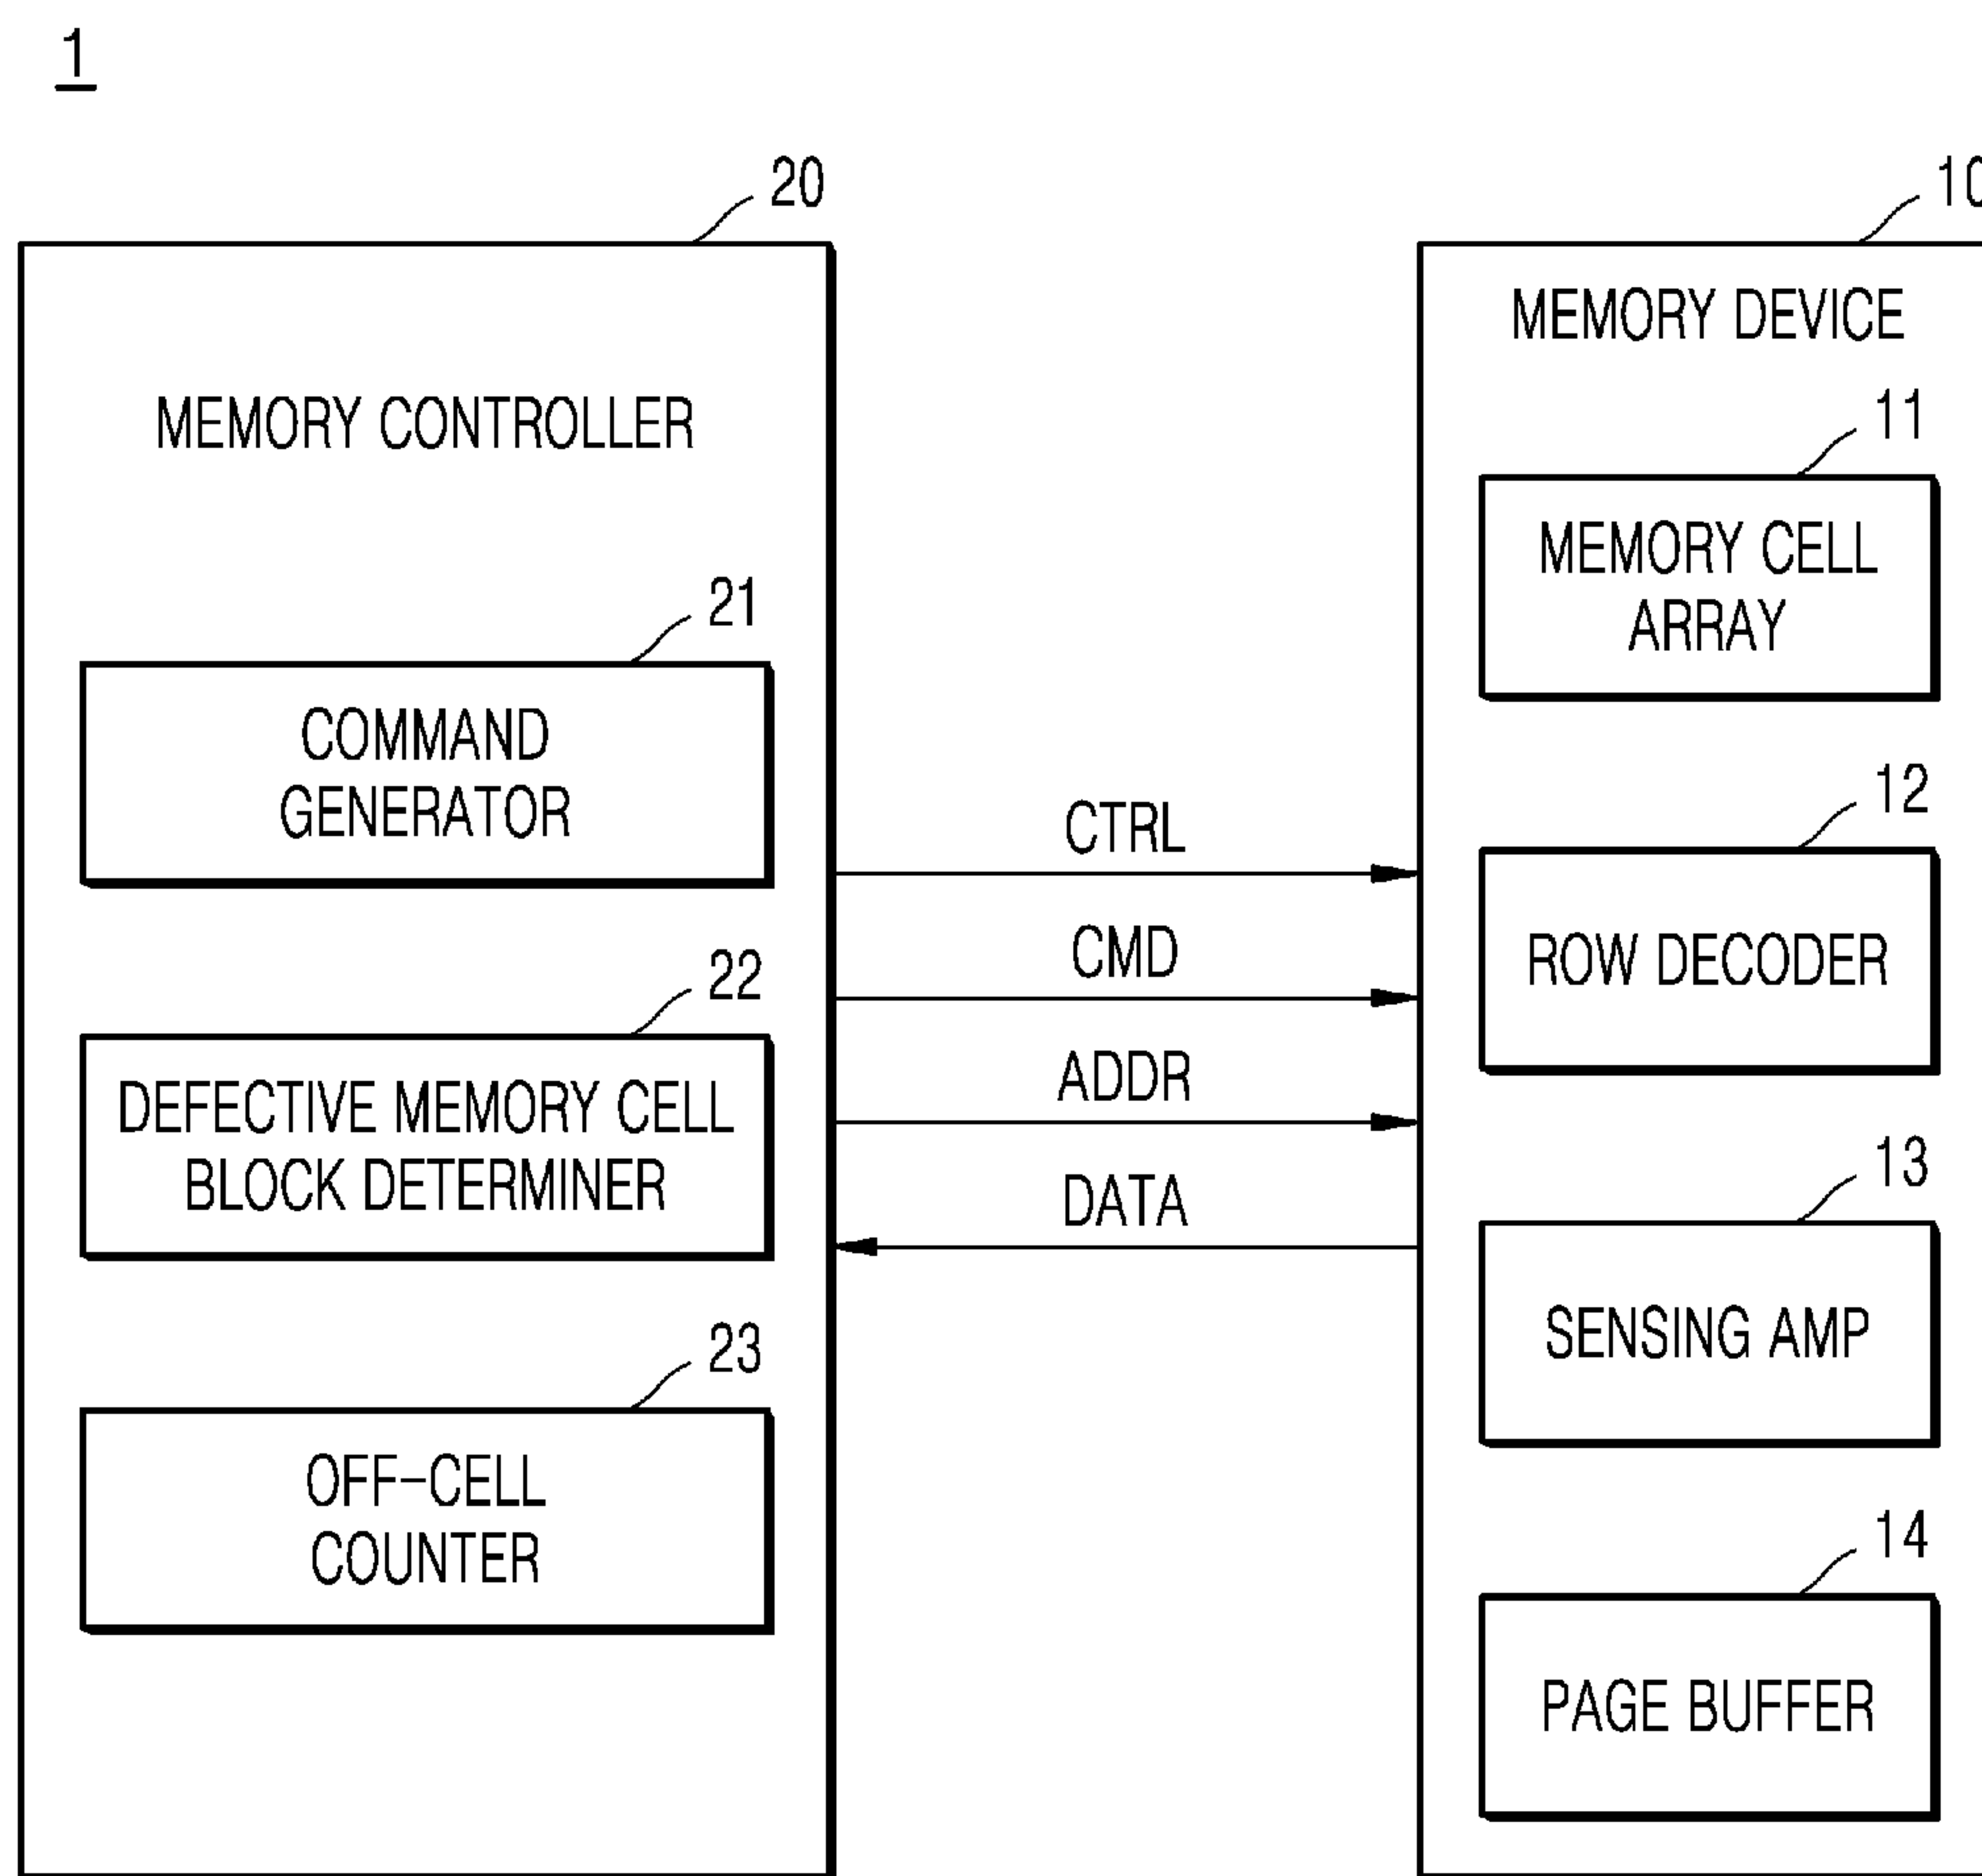 1
20
MEMORY CONTROLLER
21
COMMAND
GENERATOR
22
DEFECTIVE MEMORY CELL
BLOCK DETERMINER
23
OFF-CELL
COUNTER
CTRL
CMD
ADDR
DATA
10
MEMORY DEVICE
11
MEMORY CELL
ARRAY
12
ROW DECODER
13
SENSING AMP
14
PAGE BUFFER